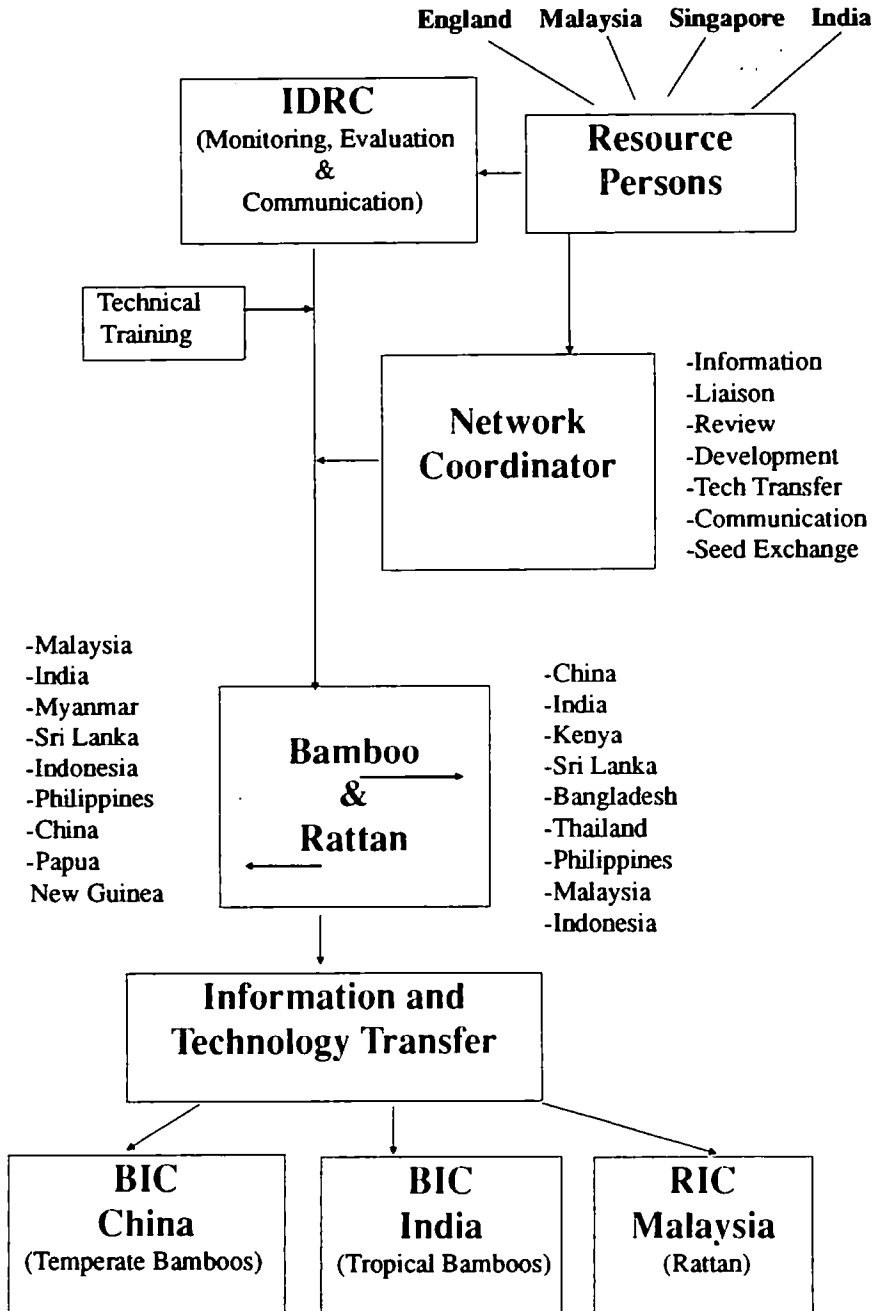 England Malaysia Singapore India
IDRC
(Monitoring, Evaluation
&
Communication)
Resource
Persons
Technical
Training
Network
Coordinator
-Information
-Liaison
-Review
-Development
-Tech Transfer
-Communication
-Seed Exchange
-Malaysia
-India
-Myanmar
-Sri Lanka
-Indonesia
-Philippines
-China
-Papua
New Guinea
Bamboo
&
Rattan
-China
-India
-Kenya
-Sri Lanka
-Bangladesh
-Thailand
-Philippines
-Malaysia
-Indonesia
Information and
Technology Transfer
BIC
China
(Temperate Bamboos)
BIC
India
(Tropical Bamboos)
RIC
Malaysia
(Rattan)